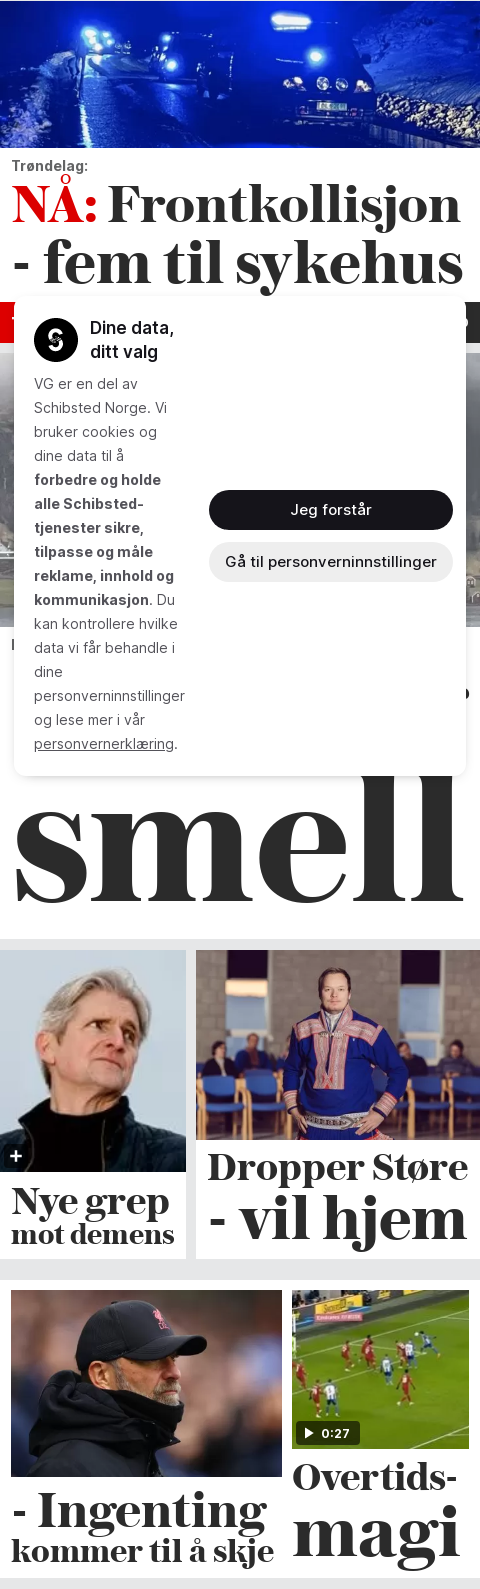 Trøndelag:
NÅ: Frontkollisjon
- fem til sykehus
Dine data,
ditt valg
VG er en del av
Schibsted Norge. Vi
bruker cookies og
dine data til å
forbedre og holde
alle Schibsted-
tjenester sikre,
tilpasse og måle
reklame, innhold og
kommunikasjon. Du
kan kontrollere hvilke
data vi får behandle i
dine
personverninnstillinger
og lese mer i vår
personvernerklæring.
Jeg forstår
Gå til personverninnstillinger
smell
Nye grep
mot demens
Dropper Støre
- vil hjem
- Ingenting
kommer til å skje
0:27
Overtids-
magi